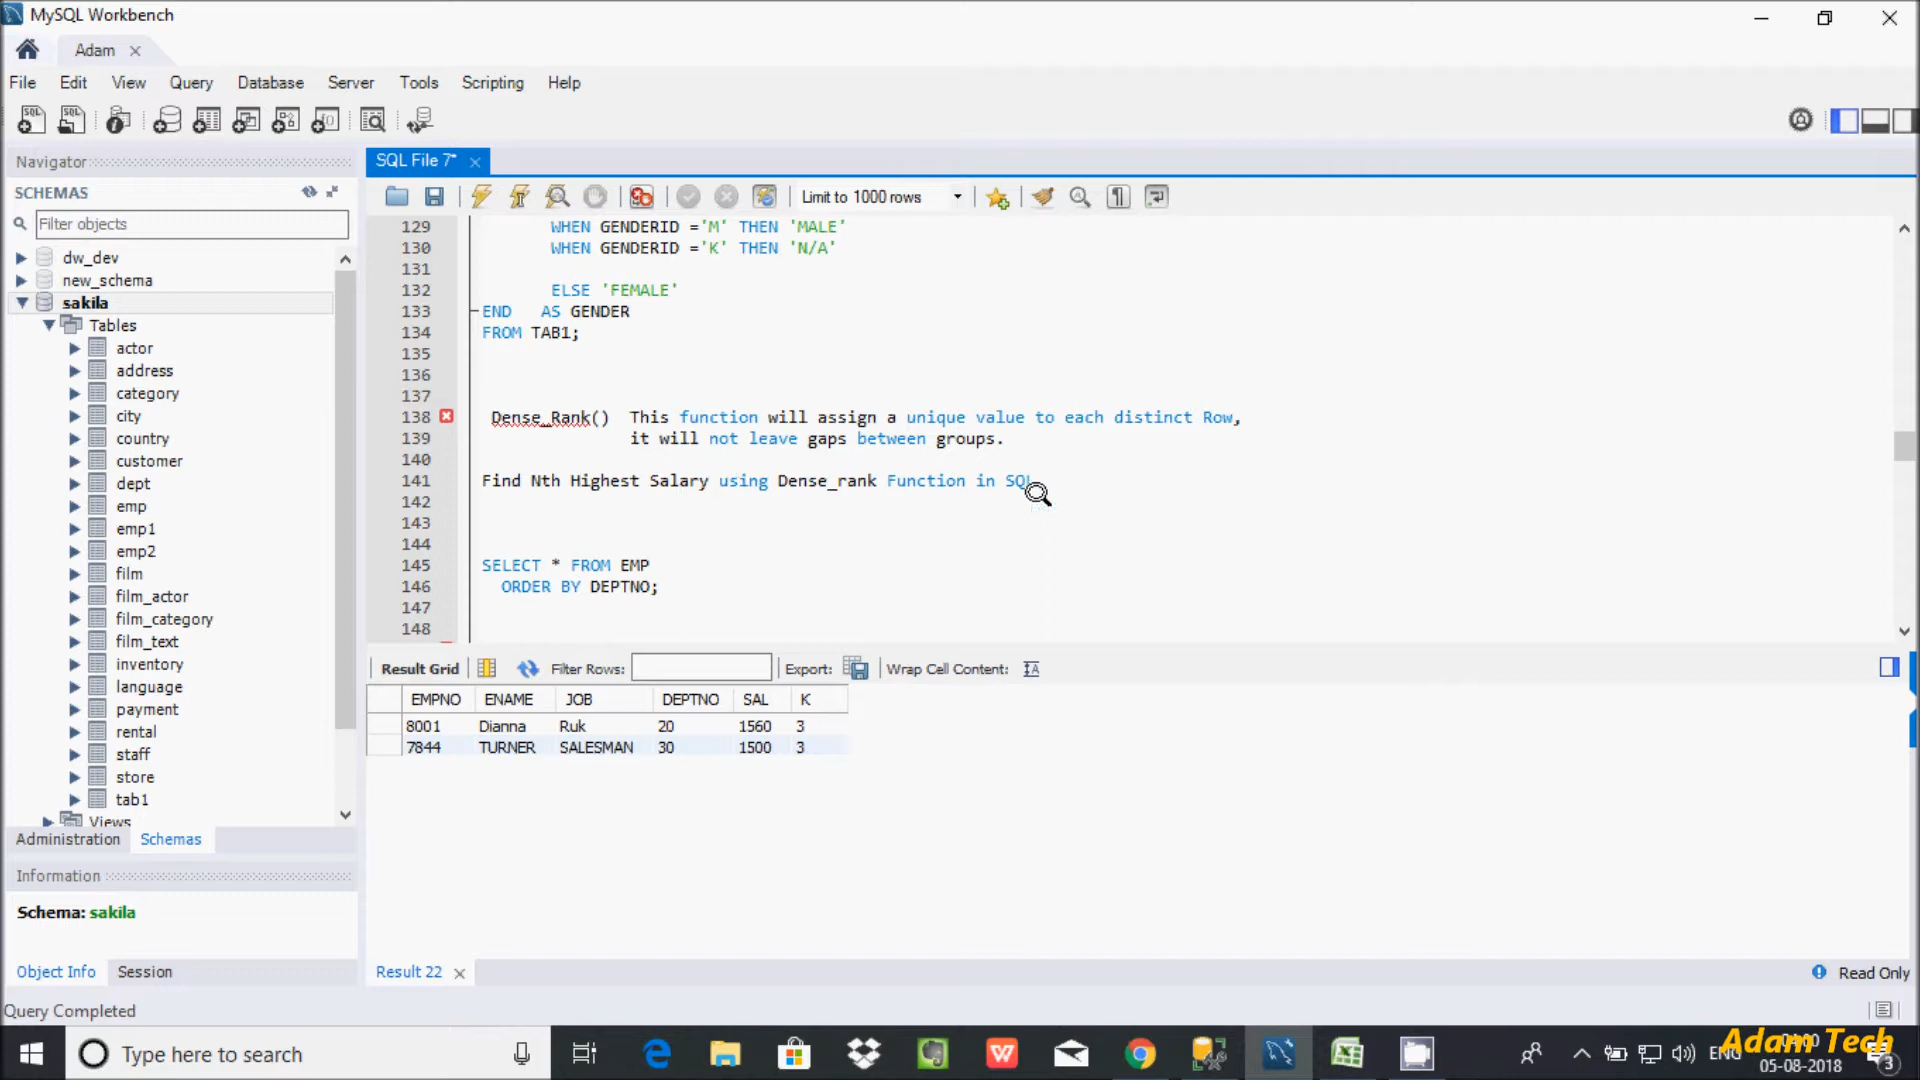 MySQL Workbench
Adam
File Edit View Query Database Server Tools Scripting Help
Navigator
SQL File 7*
SCHEMAS
Limit to 1000 rows
Filter objects
dw_dev
new_schema
sakila
Tables
actor
address
category
city
country
customer
dept
emp
emp1
emp2
film
film_actor
film_category
film_text
inventory
language
payment
rental
staff
store
tab1
Views
Administration Schemas
Information
Schema: sakila
Object Info Session
129 WHEN GENDERID ='M' THEN 'MALE'
130 WHEN GENDERID ='K' THEN 'N/A'
131
132 ELSE 'FEMALE'
133 END AS GENDER
134 FROM TAB1;
135
136
137
138 Dense_Rank() This function will assign a unique value to each distinct Row,
139 it will not leave gaps between groups.
140
141 Find Nth Highest Salary using Dense_rank Function in SQL
142
143
144
145 SELECT * FROM EMP
146 ORDER BY DEPTNO;
147
148
Result Grid Filter Rows: Export: Wrap Cell Content:
EMPNO ENAME JOB DEPTNO SAL K
8001 Dianna Ruk 20 1560 3
7844 TURNER SALESMAN 30 1500 3
Result 22
Read Only
Query Completed
Type here to search
ENG
Adam Tech
05-08-2018
3